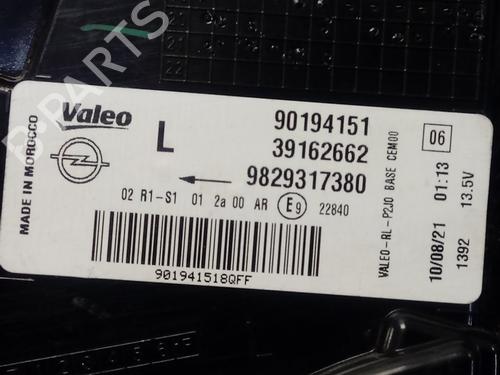 B-PARTS
MADE IN MOROCCO
Valeo
L
90194151
39162662
9829317380
02 R1-S1 01 2a 00 AR E9 22840
901941518QFF
06
VALEO-RL-P2JO BASE CEM00
10/08/21 01:13
1392 13.5V
22
L